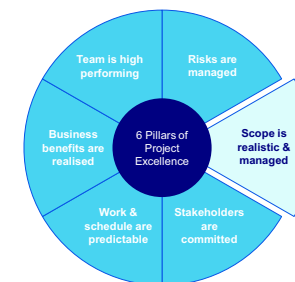 Team is high
performing
Risks are
managed
Business
benefits are
realised
6 Pillars of
Project
Excellence
Scope is
realistic &
managed
Work &
schedule are
predictable
Stakeholders
are
committed